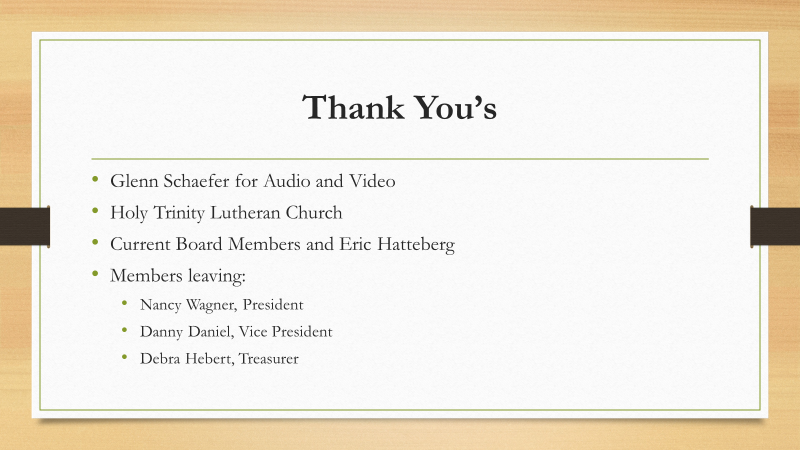 Thank You’s
• Glenn Schaefer for Audio and Video
• Holy Trinity Lutheran Church
• Current Board Members and Eric Hatteberg
• Members leaving:
• Nancy Wagner, President
• Danny Daniel, Vice President
• Debra Hebert, Treasurer